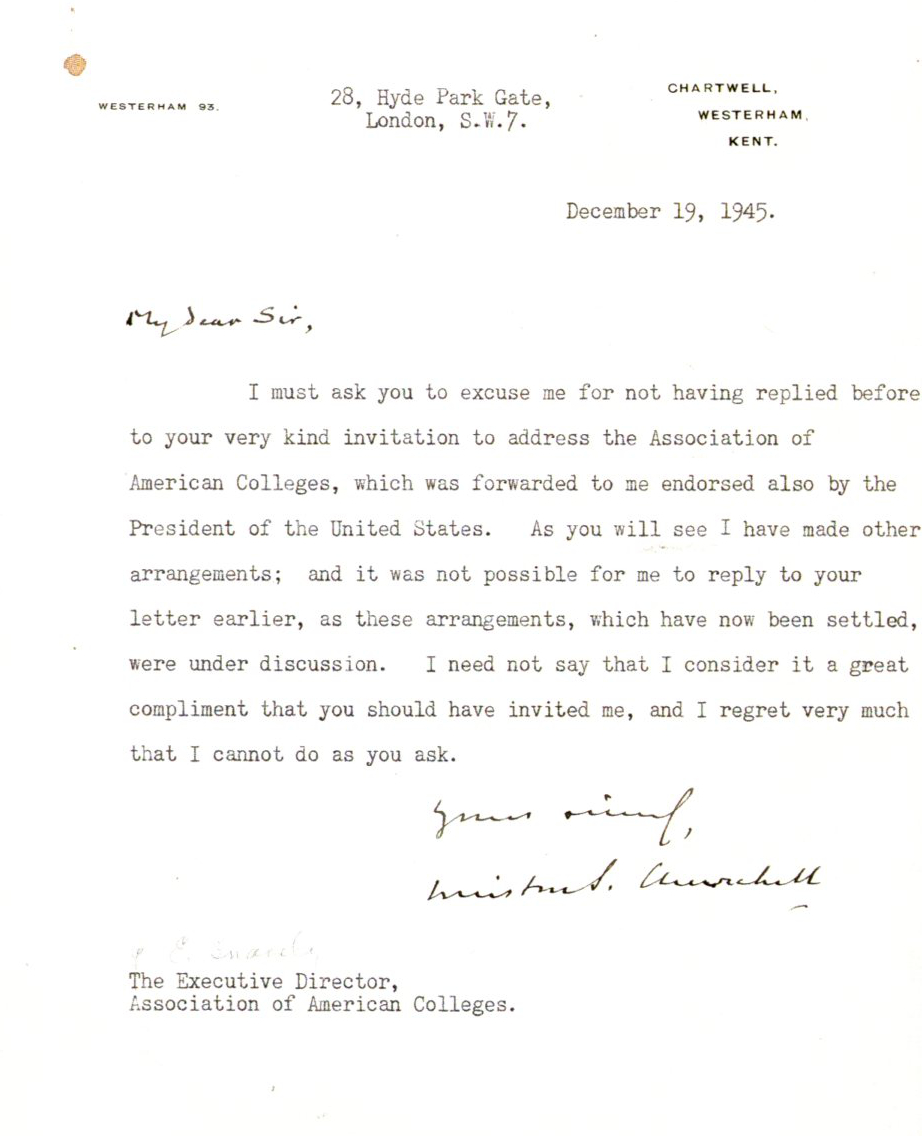 WESTERHAM 93.
28, Hyde Park Gate,
London, S.W.7.
CHARTWELL,
WESTERHAM,
KENT.
December 19, 1945.
My dear Sir,
I must ask you to excuse me for not having replied before
to your very kind invitation to address the Association of
American Colleges, which was forwarded to me endorsed also by the
President of the United States. As you will see I have made other
arrangements; and it was not possible for me to reply to your
letter earlier, as these arrangements, which have now been settled,
were under discussion. I need not say that I consider it a great
compliment that you should have invited me, and I regret very much
that I cannot do as you ask.
Yours sincerely,
Winston S. Churchill
The Executive Director,
Association of American Colleges.